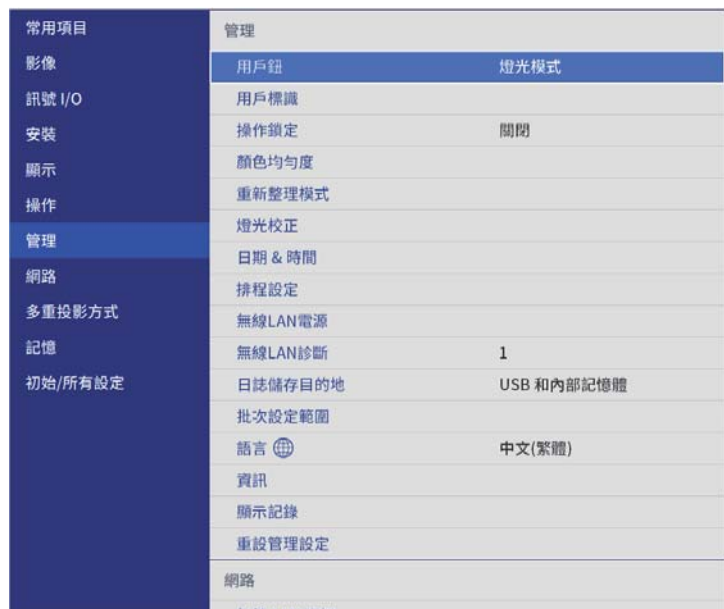 常用項目
影像
訊號 I/O
安裝
顯示
操作
管理
網路
多重投影方式
記憶
初始/所有設定
管理
用戶鈕 燈光模式
用戶標識
操作鎖定 關閉
顏色均勻度
重新整理模式
燈光校正
日期 & 時間
排程設定
無線LAN電源
無線LAN診斷 1
日誌儲存目的地 USB 和內部記憶體
批次設定範圍
語言 中文(繁體)
資訊
顯示記錄
重設管理設定
網路